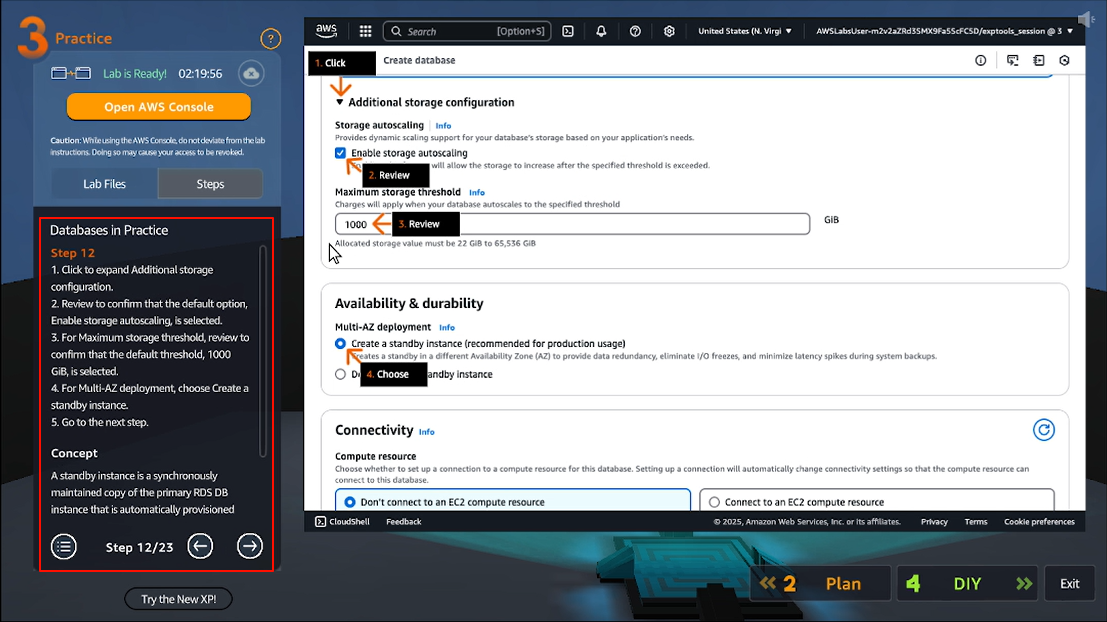 3 Practice
?
Lab is Ready! 02:19:56
Open AWS Console
Caution: While using the AWS Console, do not deviate from the lab
instructions. Doing so may cause your access to be revoked.
Lab Files
Steps
Databases in Practice
Step 12
1. Click to expand Additional storage
configuration.
2. Review to confirm that the default option,
Enable storage autoscaling, is selected.
3. For Maximum storage threshold, review to
confirm that the default threshold, 1000
GiB, is selected.
4. For Multi-AZ deployment, choose Create a
standby instance.
5. Go to the next step.
Concept
A standby instance is a synchronously
maintained copy of the primary RDS DB
instance that is automatically provisioned
Step 12/23
Try the New XP!
aws
Search
[Option+S]
United States (N. Virgi
AWSLabsUser-m2v2aZRd3SMX9Fa5ScFC5D/exptools_session @ 3
1. Click
Create database
Additional storage configuration
Storage autoscaling
Info
Provides dynamic scaling support for your database's storage based on your application's needs.
Enable storage autoscaling
will allow the storage to increase after the specified threshold is exceeded.
2. Review
Maximum storage threshold
Info
Charges will apply when your database autoscales to the specified threshold
1000
3. Review
GiB
Allocated storage value must be 22 GiB to 65,536 GiB
Availability & durability
Multi-AZ deployment
Info
Create a standby instance (recommended for production usage)
Creates a standby in a different Availability Zone (AZ) to provide data redundancy, eliminate I/O freezes, and minimize latency spikes during system backups.
4. Choose
andby instance
Connectivity
Info
Compute resource
Choose whether to set up a connection to a compute resource for this database. Setting up a connection will automatically change connectivity settings so that the compute resource can
connect to this database.
Don't connect to an EC2 compute resource
Connect to an EC2 compute resource
CloudShell
Feedback
© 2025, Amazon Web Services, Inc. or its affiliates.
Privacy
Terms
Cookie preferences
2 Plan
4 DIY
Exit